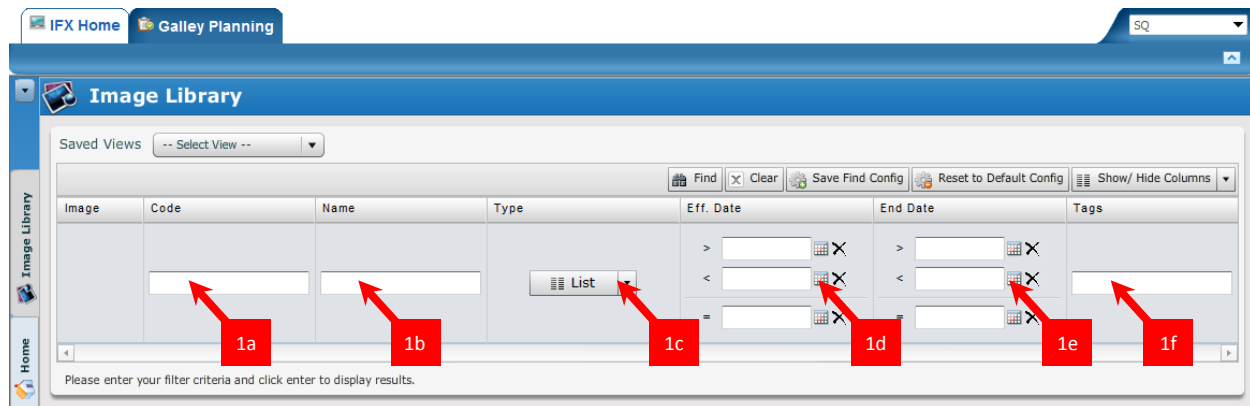 IFX Home
Galley Planning
SQ
Image Library
Saved Views
-- Select View --
Find
Clear
Save Find Config
Reset to Default Config
Show/ Hide Columns
Image
Code
Name
Type
Eff. Date
End Date
Tags
>
>
List
<
<
=
=
1a
1b
1c
1d
1e
1f
Please enter your filter criteria and click enter to display results.
Image Library
Home